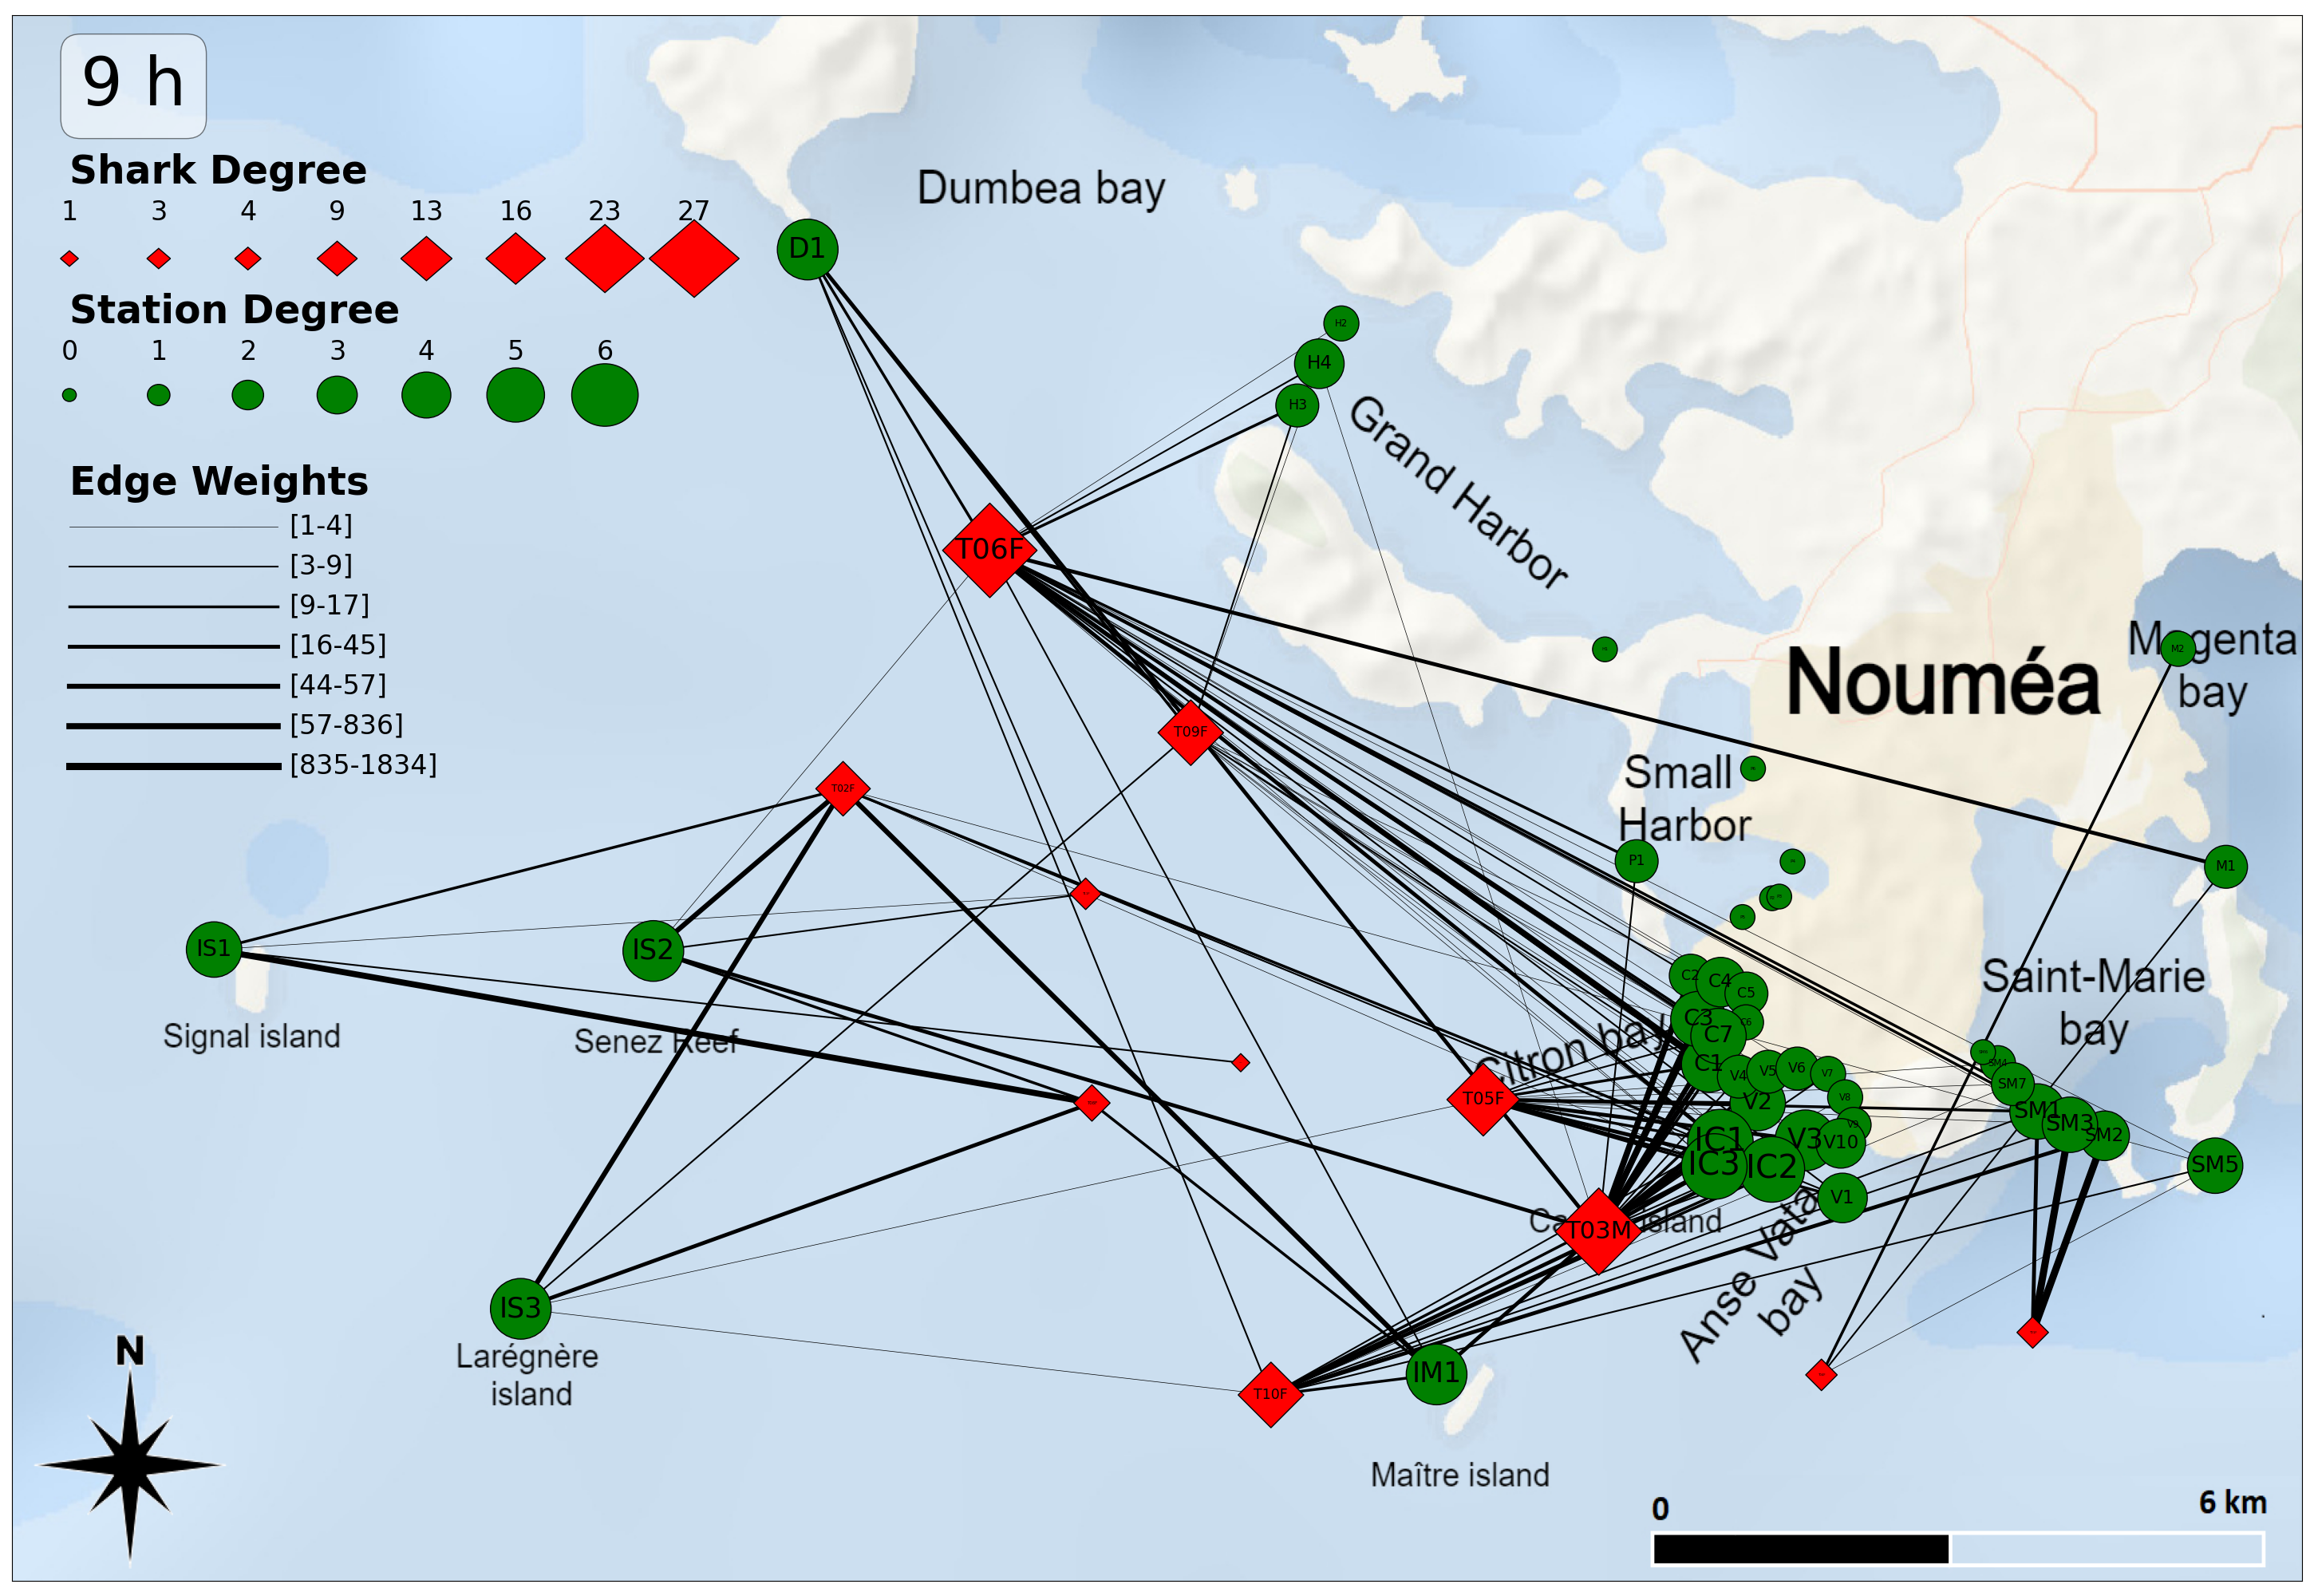 9 h
Shark Degree
1 3 4 9 13 16 23 27
Station Degree
0 1 2 3 4 5 6
Edge Weights
[1-4]
[3-9]
[9-17]
[16-45]
[44-57]
[57-836]
[835-1834]
D1
Dumbea bay
H2
H4
H3
Grand Harbor
T06F
T09F
T02F
Magenta
M2
bay
Nouméa
Small
Harbor
P1
M1
IS1
IS2
Signal island
Senez Reef
Saint-Marie
bay
Citron bay
C2
C4
C5
C3
C6
C7
C1
V4
V5
V6
V7
V2
V8
V9
IC1
V3
V10
IC3
IC2
V1
SM4
SM7
SM1
SM3
SM2
SM5
T05F
T03M
island
Anse Vata
bay
IS3
Larégnère
island
T10F
IM1
Maître island
N
0 6 km